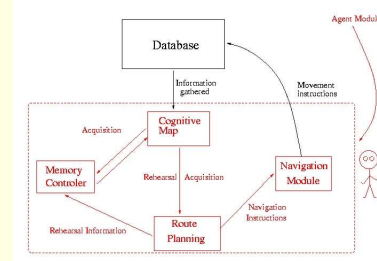 Agent Modul
Database
Information
gathered
Movement
instructions
Cognitive
Map
Acquisition
Memory
Controler
Rehearsal
Acquisition
Navigation
Module
Navigation
Instructions
Rehearsal Information
Route
Planning